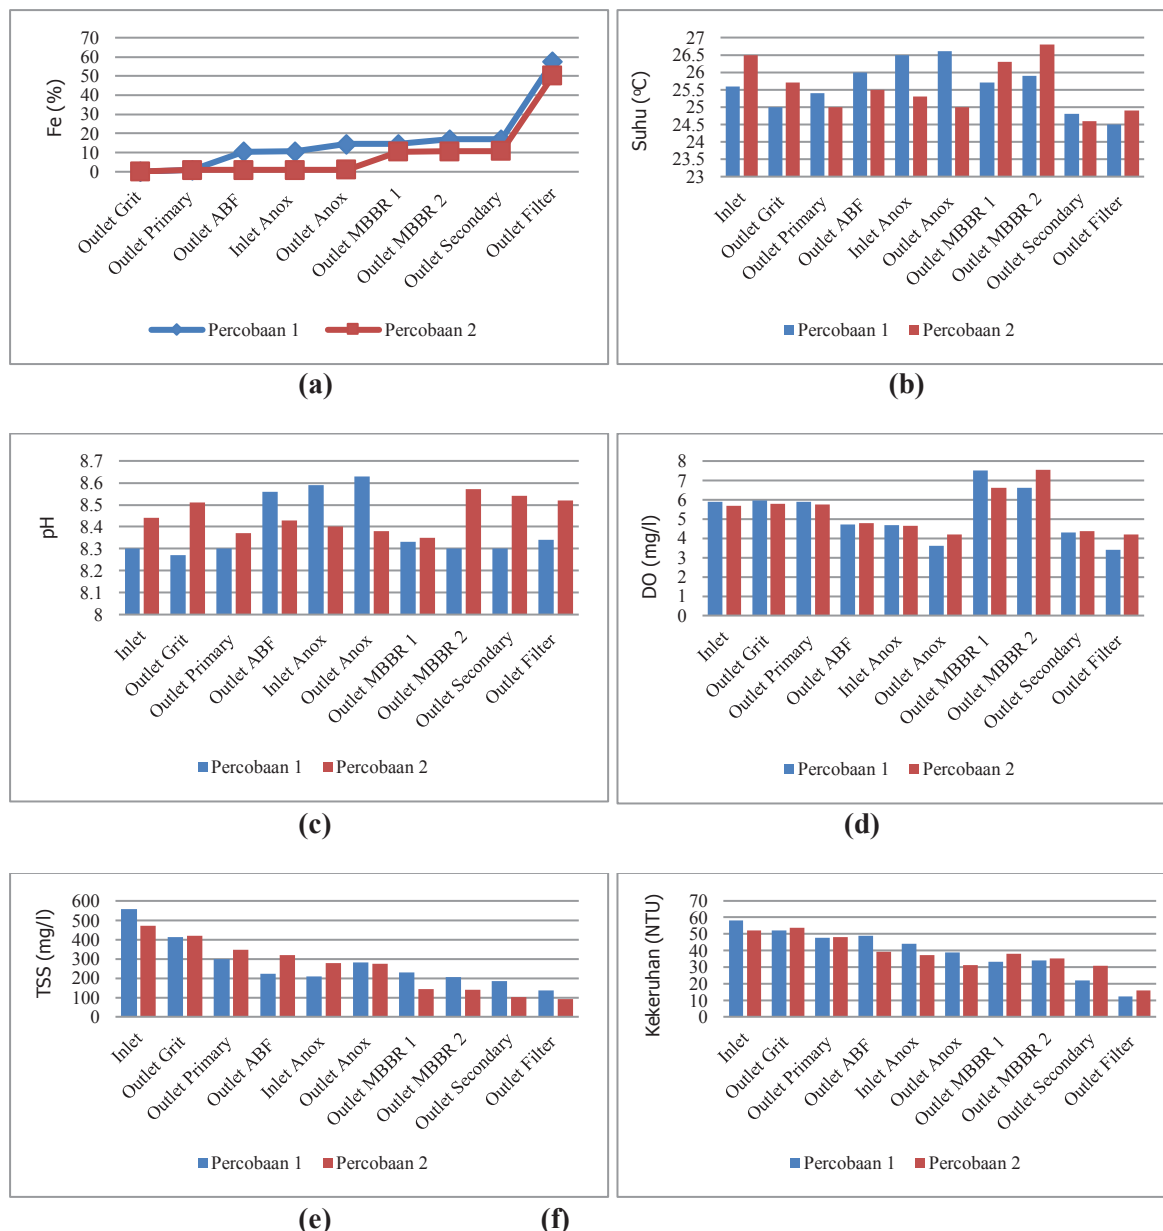 Fe (%)
70
60
50
40
30
20
10
0
Outlet Grit
Outlet Primary
Outlet ABF
Inlet Anox
Outlet Anox
Outlet MBBR 1
Outlet MBBR 2
Outlet Secondary
Outlet Filter
Percobaan 1
Percobaan 2
(a)
Suhu (°C)
27
26.5
26
25.5
25
24.5
24
23.5
23
Inlet
Outlet Grit
Outlet Primary
Outlet ABF
Inlet Anox
Outlet Anox
Outlet MBBR 1
Outlet MBBR 2
Outlet Secondary
Outlet Filter
Percobaan 1
Percobaan 2
(b)
pH
8.7
8.6
8.5
8.4
8.3
8.2
8.1
8
Inlet
Outlet Grit
Outlet Primary
Outlet ABF
Inlet Anox
Outlet Anox
Outlet MBBR 1
Outlet MBBR 2
Outlet Secondary
Outlet Filter
Percobaan 1
Percobaan 2
(c)
DO (mg/l)
8
7
6
5
4
3
2
1
0
Inlet
Outlet Grit
Outlet Primary
Outlet ABF
Inlet Anox
Outlet Anox
Outlet MBBR 1
Outlet MBBR 2
Outlet Secondary
Outlet Filter
Percobaan 1
Percobaan 2
(d)
TSS (mg/l)
600
500
400
300
200
100
0
Inlet
Outlet Grit
Outlet Primary
Outlet ABF
Inlet Anox
Outlet Anox
Outlet MBBR 1
Outlet MBBR 2
Outlet Secondary
Outlet Filter
Percobaan 1
Percobaan 2
(e)
Kekeruhan (NTU)
70
60
50
40
30
20
10
0
Inlet
Outlet Grit
Outlet Primary
Outlet ABF
Inlet Anox
Outlet Anox
Outlet MBBR 1
Outlet MBBR 2
Outlet Secondary
Outlet Filter
Percobaan 1
Percobaan 2
(f)